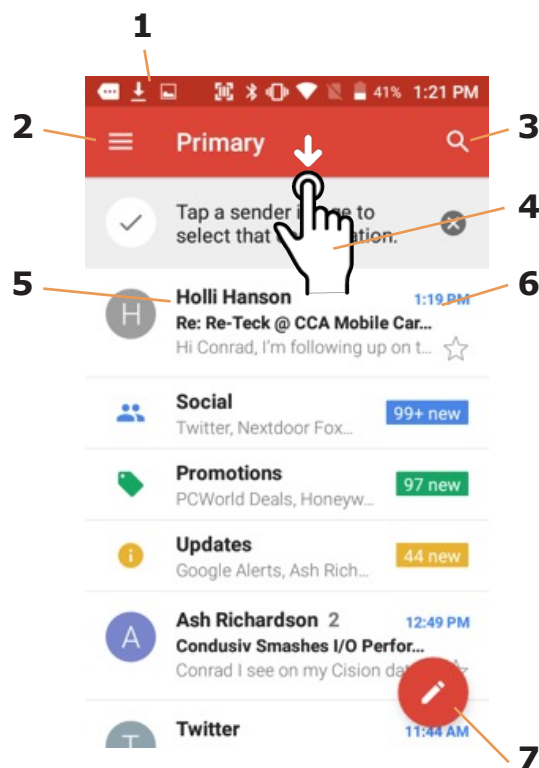 1
41% 1:21 PM
2
Primary
3
Tap a sender image to
select that conversation.
4
5
H
Holli Hanson
1:19 PM
6
Re: Re-Teck @ CCA Mobile Car...
Hi Conrad, I'm following up on t...
Social
99+ new
Twitter, Nextdoor Fox...
Promotions
97 new
PCWorld Deals, Honeyw...
Updates
44 new
Google Alerts, Ash Rich...
A
Ash Richardson 2
12:49 PM
Condusiv Smashes I/O Perfor...
Conrad I see on my Cision da
T
Twitter
11:44 AM
7